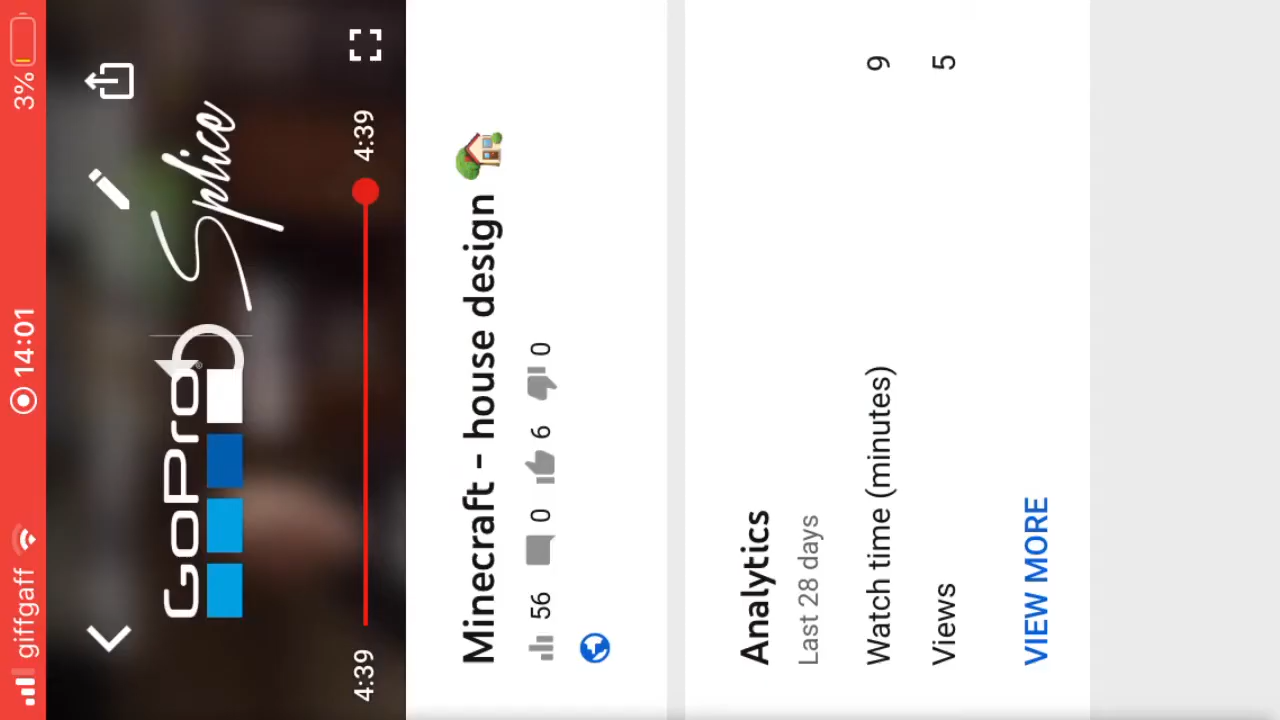 giffgaff 14:01 3%
GoPro Splice
4:39 4:39
Minecraft - house design 🏡
56 0 6 0
Analytics
Last 28 days
Watch time (minutes) 9
Views 5
VIEW MORE